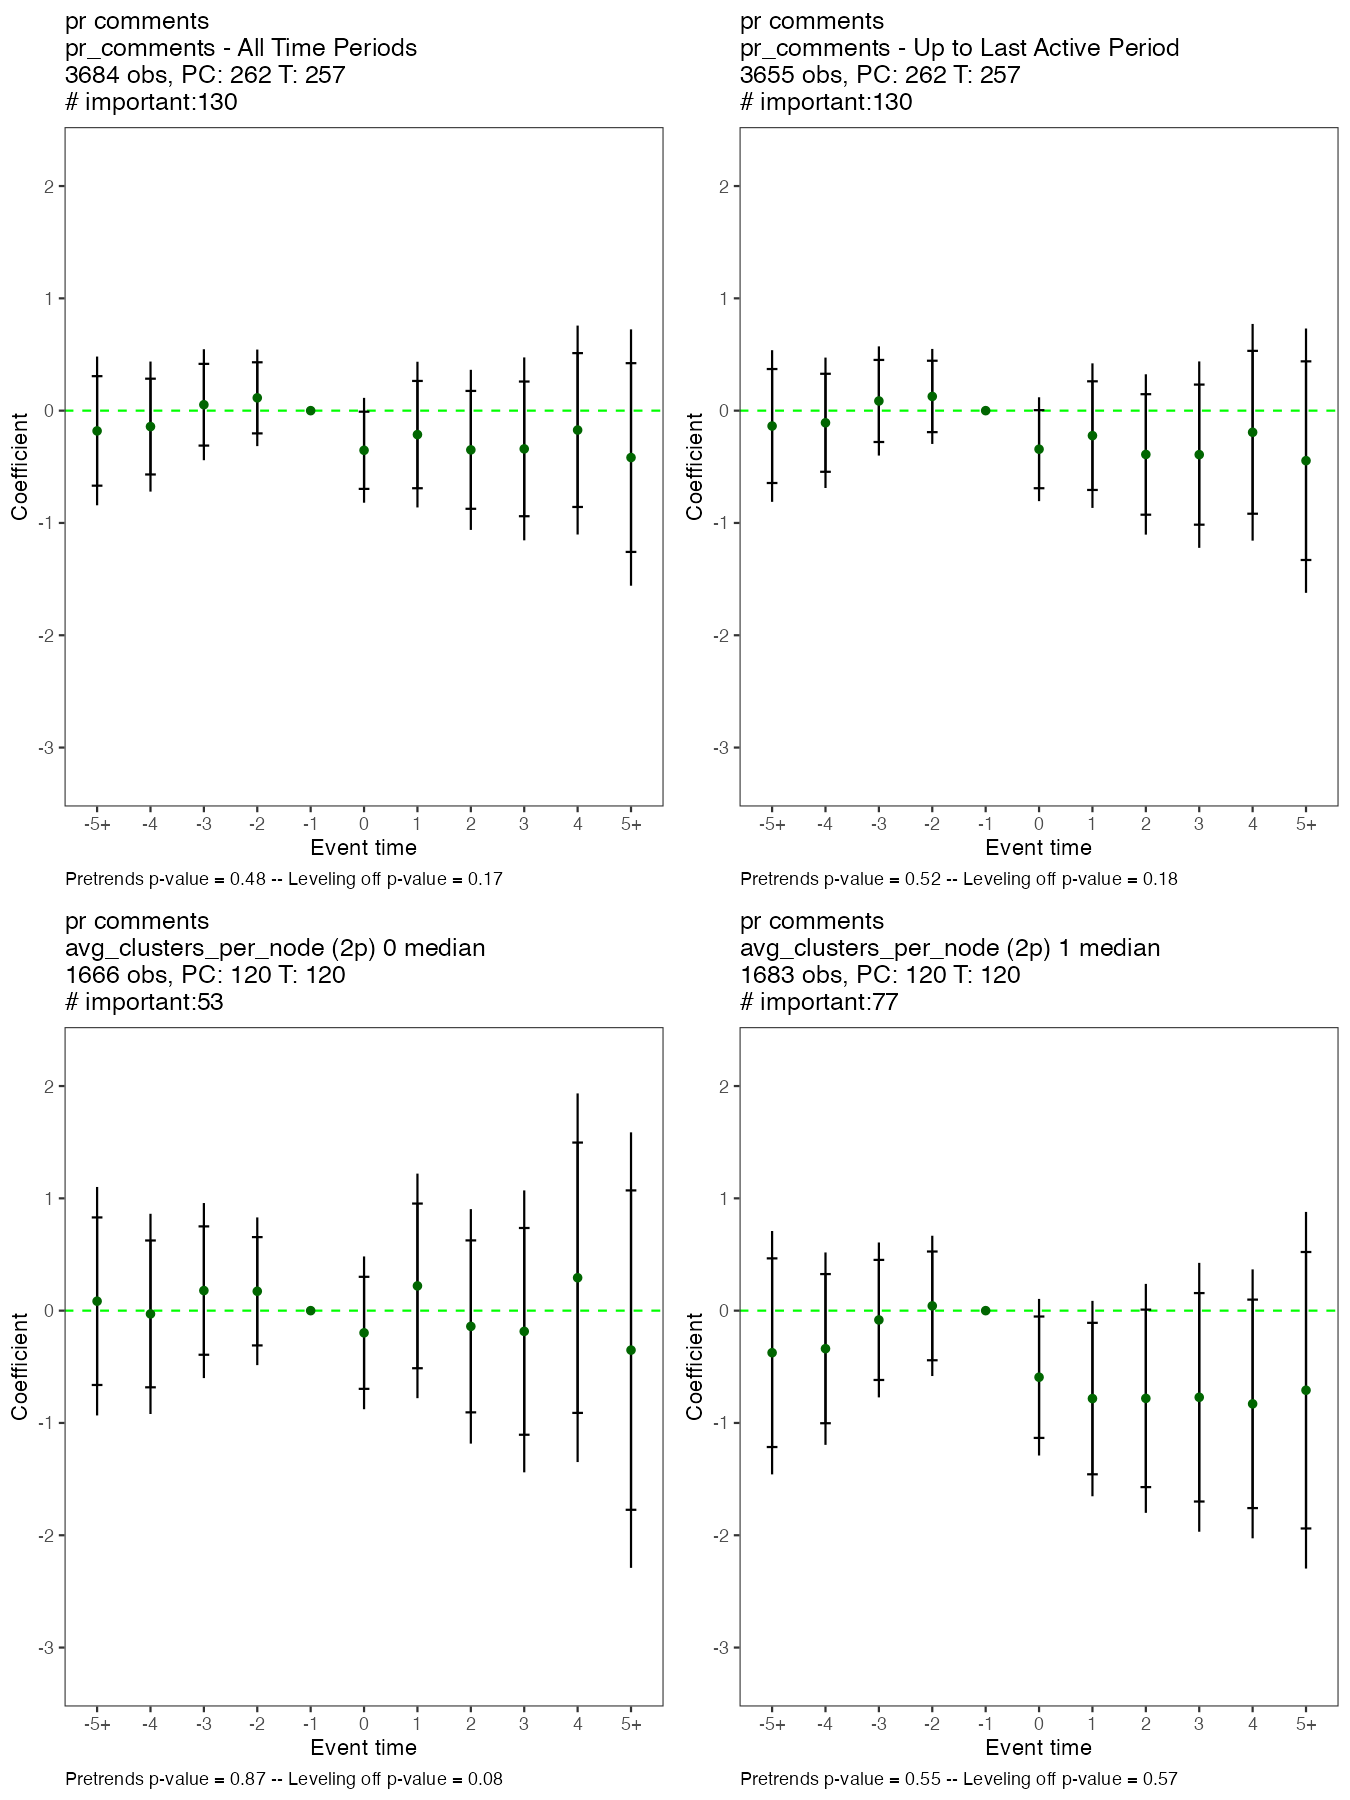 pr comments
pr_comments - All Time Periods
3684 obs, PC: 262 T: 257
# important:130
2
1
0
-1
-2
-3
Coefficient
-5+ -4 -3 -2 -1 0 1 2 3 4 5+
Event time
Pretrends p-value = 0.48 -- Leveling off p-value = 0.17
pr comments
pr_comments - Up to Last Active Period
3655 obs, PC: 262 T: 257
# important:130
2
1
0
-1
-2
-3
Coefficient
-5+ -4 -3 -2 -1 0 1 2 3 4 5+
Event time
Pretrends p-value = 0.52 -- Leveling off p-value = 0.18
pr comments
avg_clusters_per_node (2p) 0 median
1666 obs, PC: 120 T: 120
# important:53
2
1
0
-1
-2
-3
Coefficient
-5+ -4 -3 -2 -1 0 1 2 3 4 5+
Event time
Pretrends p-value = 0.87 -- Leveling off p-value = 0.08
pr comments
avg_clusters_per_node (2p) 1 median
1683 obs, PC: 120 T: 120
# important:77
2
1
0
-1
-2
-3
Coefficient
-5+ -4 -3 -2 -1 0 1 2 3 4 5+
Event time
Pretrends p-value = 0.55 -- Leveling off p-value = 0.57